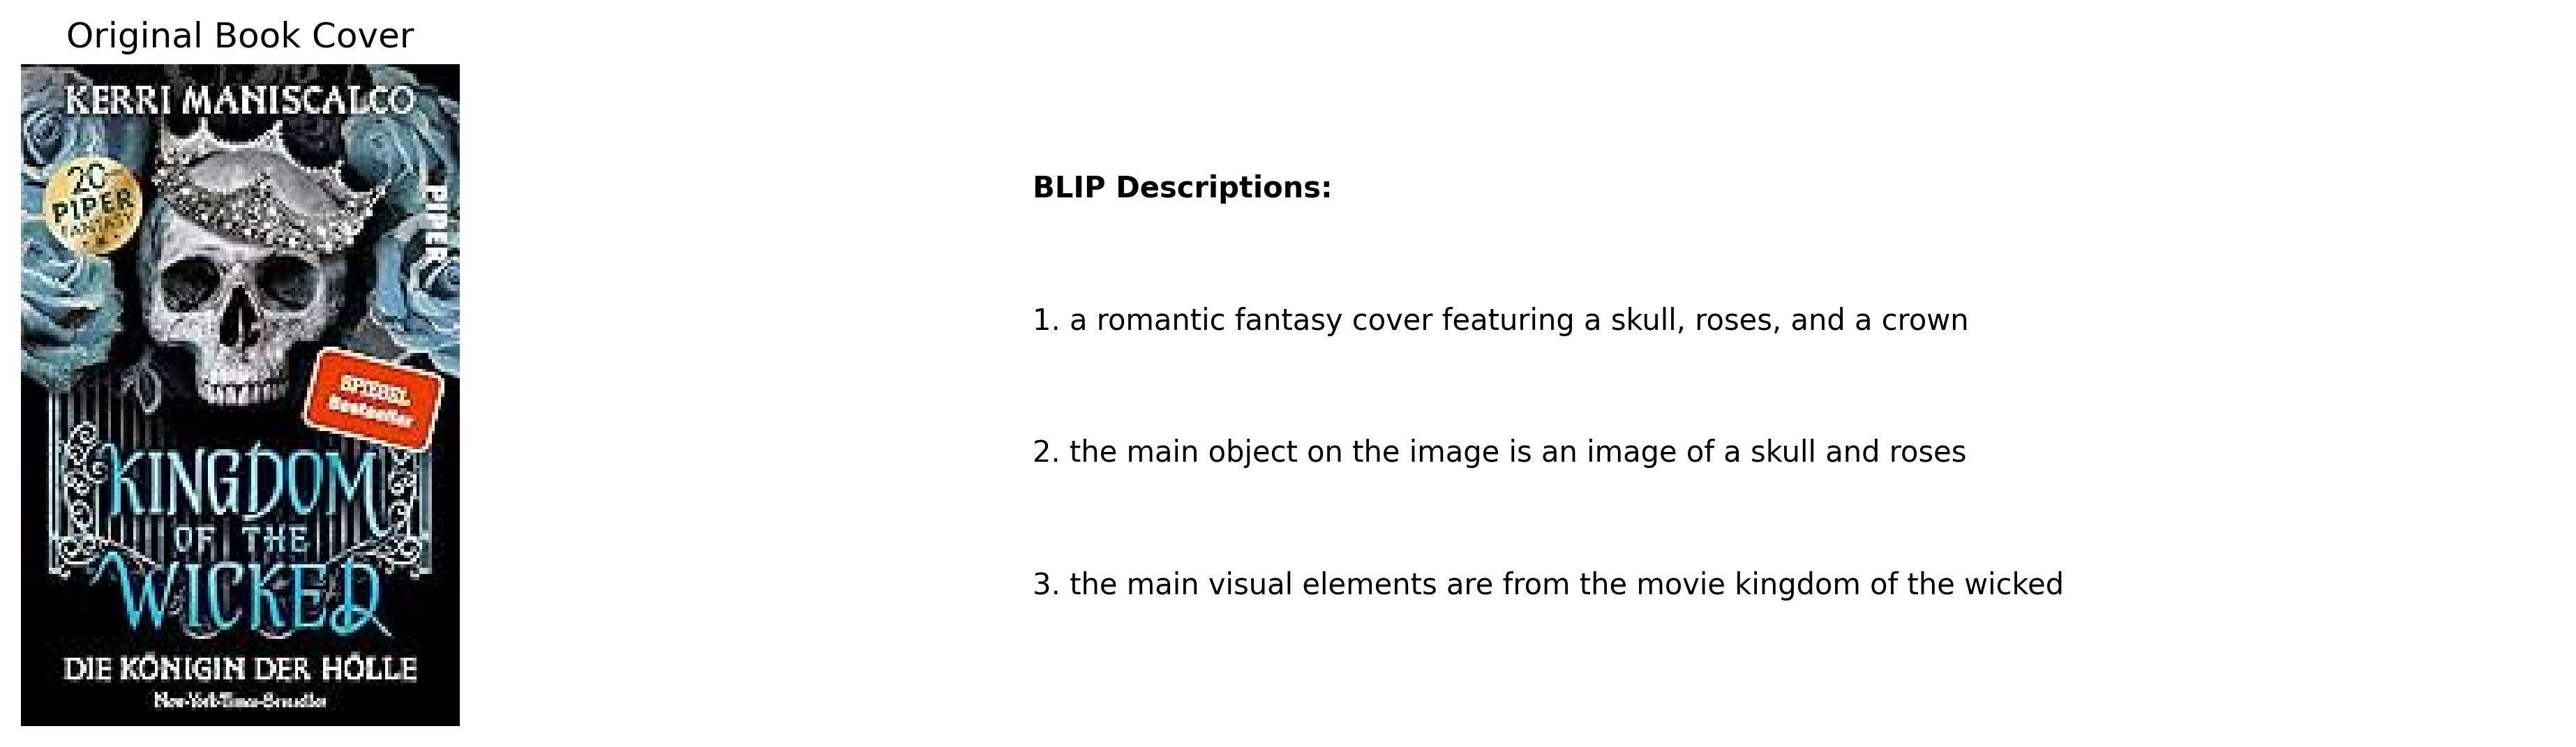 Original Book Cover
KERRI MANISCALCO
20
PIPER
FANTASY
PIPER
SPIEGEL
Bestseller
KINGDOM
OF THE
WICKED
DIE KÖNIGIN DER HÖLLE
New-York-Times-Bestseller
BLIP Descriptions:
1. a romantic fantasy cover featuring a skull, roses, and a crown
2. the main object on the image is an image of a skull and roses
3. the main visual elements are from the movie kingdom of the wicked